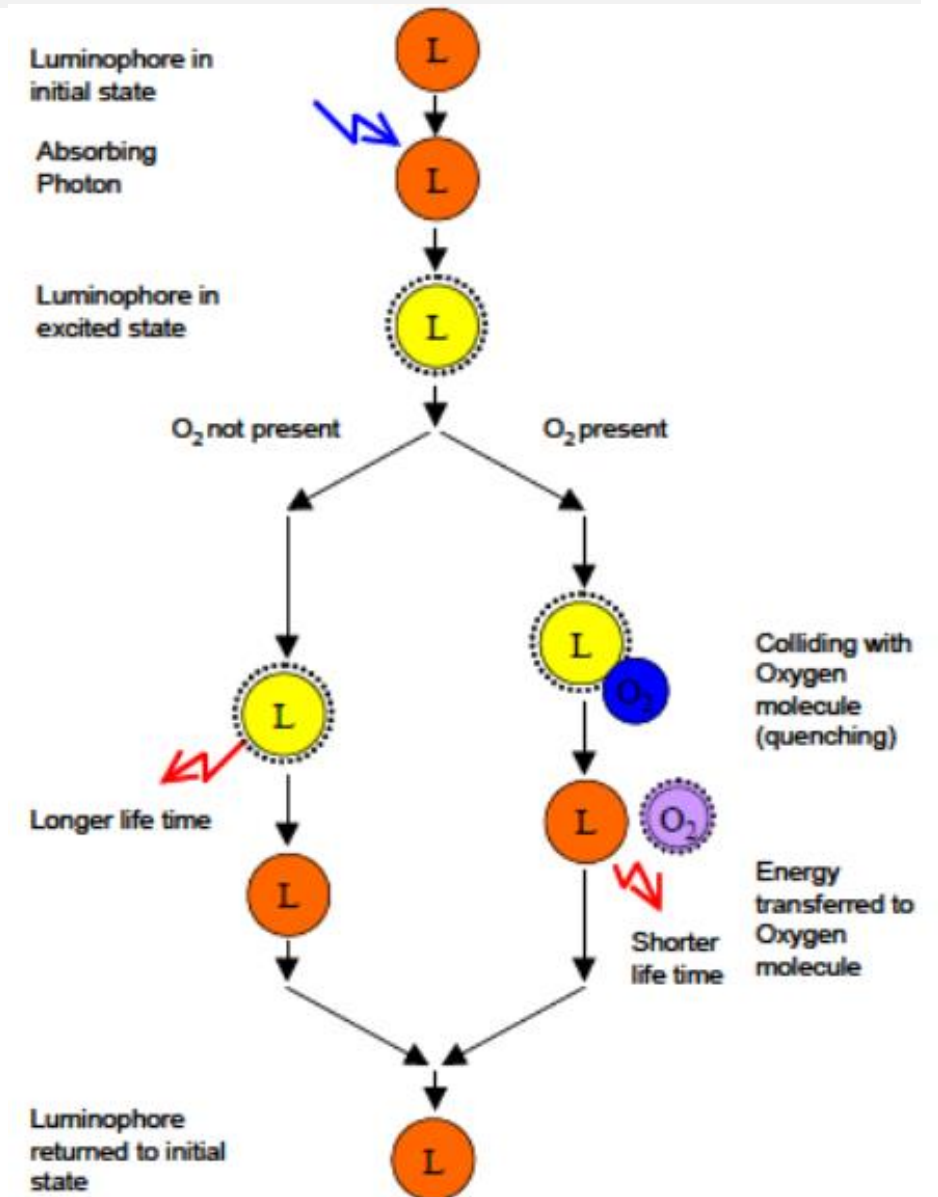 L
Luminophore in
initial state
Absorbing
Photon
L
Luminophore in
excited state
L
O₂ not present
O₂ present
L
O₂
Colliding with
Oxygen
molecule
(quenching)
L
Longer life time
L
O₂
Energy
transferred to
Oxygen
molecule
Shorter
life time
L
Luminophore
returned to initial
state
L